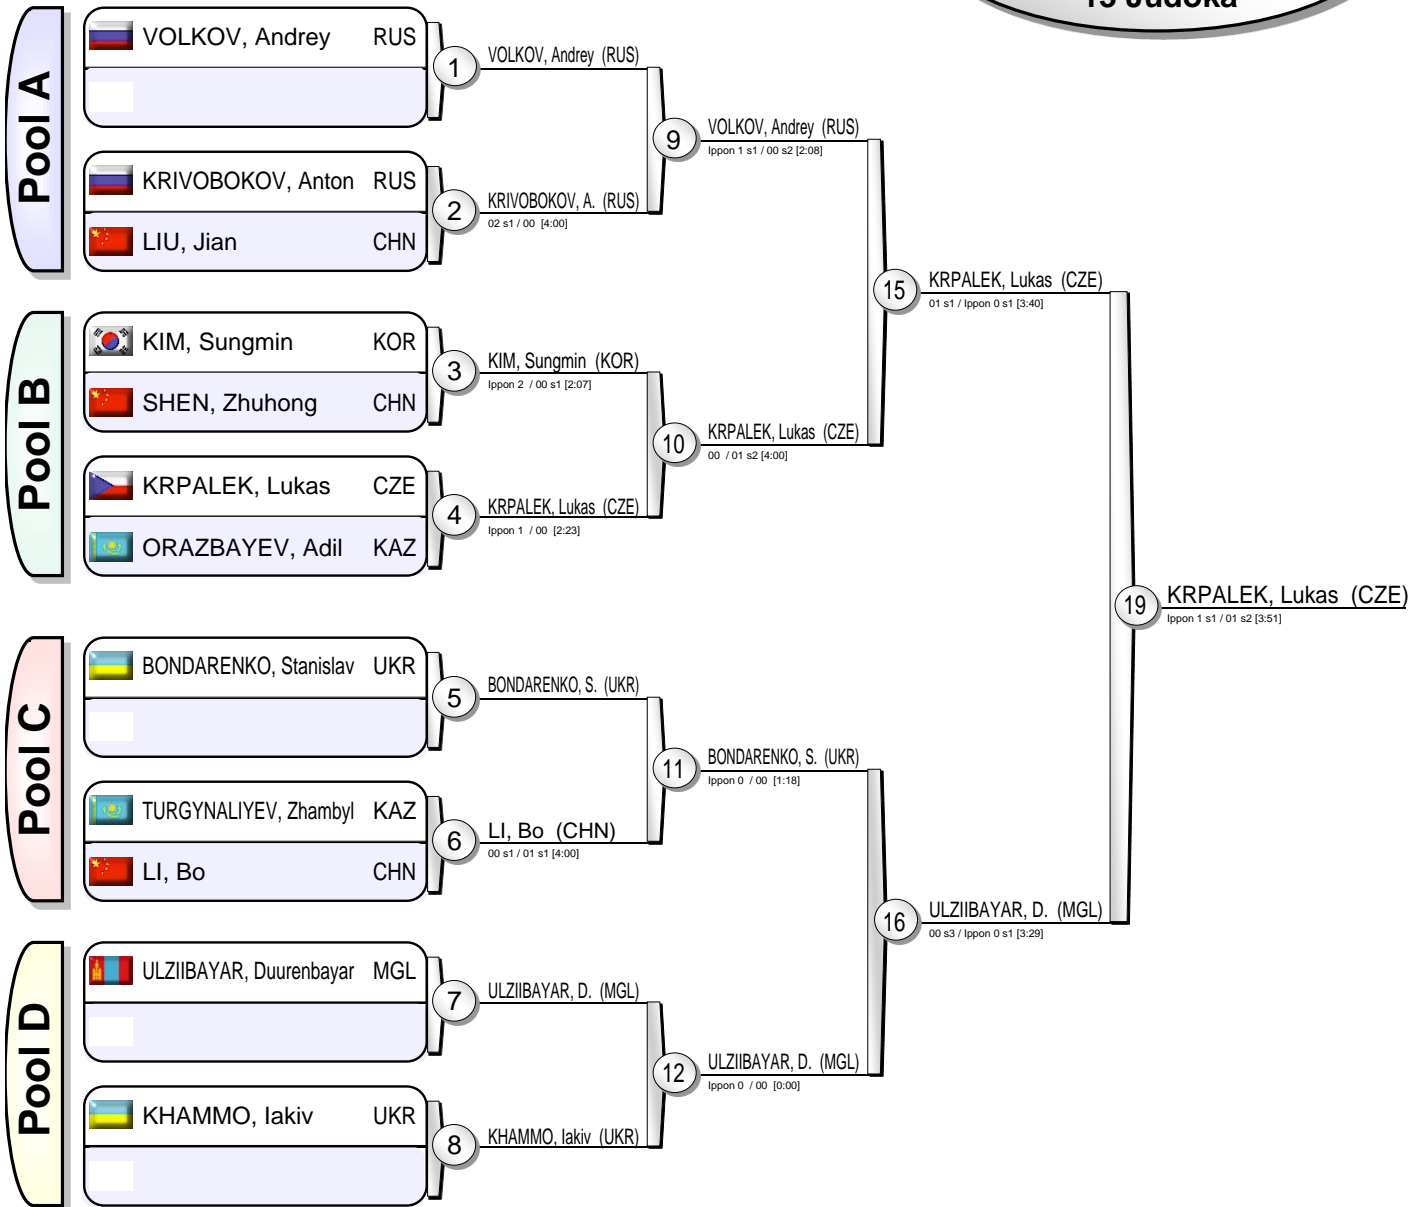 13 Judoka
Pool A
VOLKOV, Andrey RUS
1
KRIVOBOKOV, Anton RUS
2
LIU, Jian CHN
Pool B
KIM, Sungmin KOR
3
SHEN, Zhuhong CHN
KRPALEK, Lukas CZE
4
ORAZBAYEV, Adil KAZ
Pool C
BONDARENKO, Stanislav UKR
5
TURGYNALIYEV, Zhambyl KAZ
6
LI, Bo CHN
Pool D
ULZIIBAYAR, Duurenbayar MGL
7
KHAMMO, Iakiv UKR
8
VOLKOV, Andrey (RUS)
9
KRIVOBOKOV, A. (RUS)
02 s1 / 00 [4:00]
KIM, Sungmin (KOR)
Ippon 2 / 00 s1 [2:07]
10
KRPALEK, Lukas (CZE)
Ippon 1 / 00 [2:23]
BONDARENKO, S. (UKR)
11
LI, Bo (CHN)
00 s1 / 01 s1 [4:00]
ULZIIBAYAR, D. (MGL)
12
KHAMMO, Iakiv (UKR)
VOLKOV, Andrey (RUS)
Ippon 1 s1 / 00 s2 [2:08]
15
KRPALEK, Lukas (CZE)
00 / 01 s2 [4:00]
BONDARENKO, S. (UKR)
Ippon 0 / 00 [1:18]
16
ULZIIBAYAR, D. (MGL)
Ippon 0 / 00 [0:00]
KRPALEK, Lukas (CZE)
01 s1 / Ippon 0 s1 [3:40]
19
ULZIIBAYAR, D. (MGL)
00 s3 / Ippon 0 s1 [3:29]
KRPALEK, Lukas (CZE)
Ippon 1 s1 / 01 s2 [3:51]